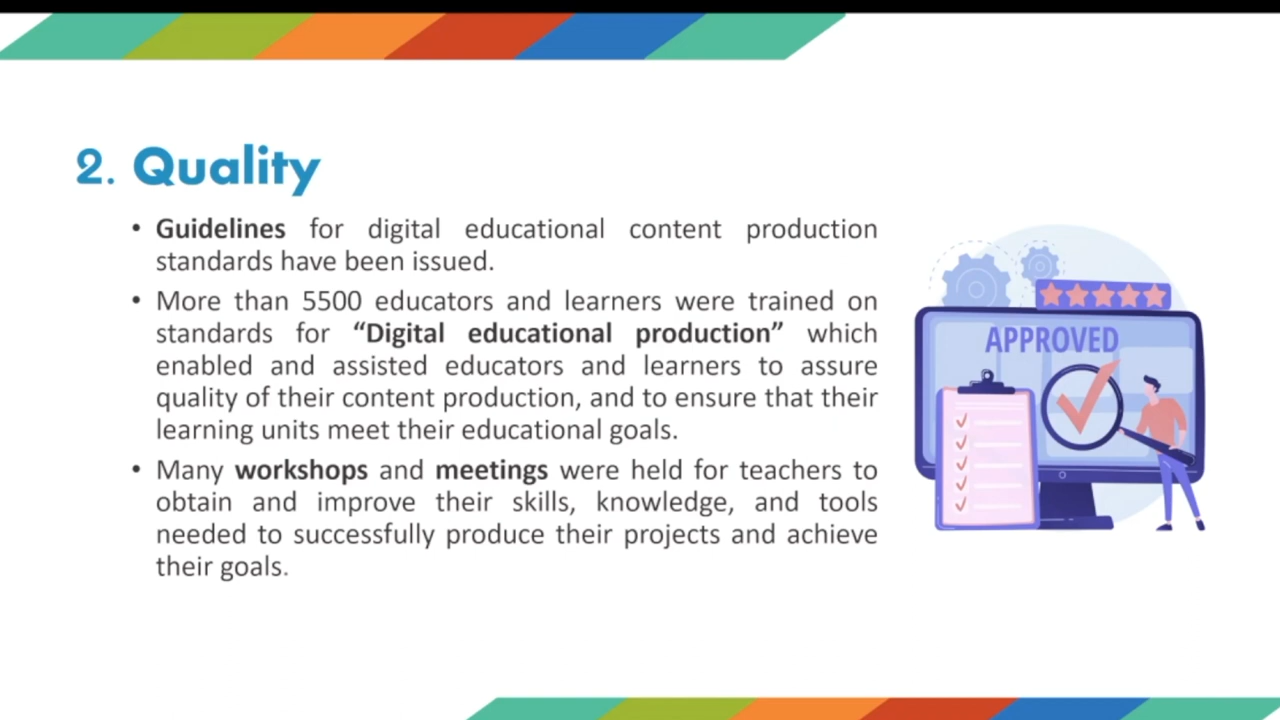 2. Quality
• Guidelines for digital educational content production
standards have been issued.
• More than 5500 educators and learners were trained on
standards for “Digital educational production” which
enabled and assisted educators and learners to assure
quality of their content production, and to ensure that their
learning units meet their educational goals.
• Many workshops and meetings were held for teachers to
obtain and improve their skills, knowledge, and tools
needed to successfully produce their projects and achieve
their goals.
APPROVED